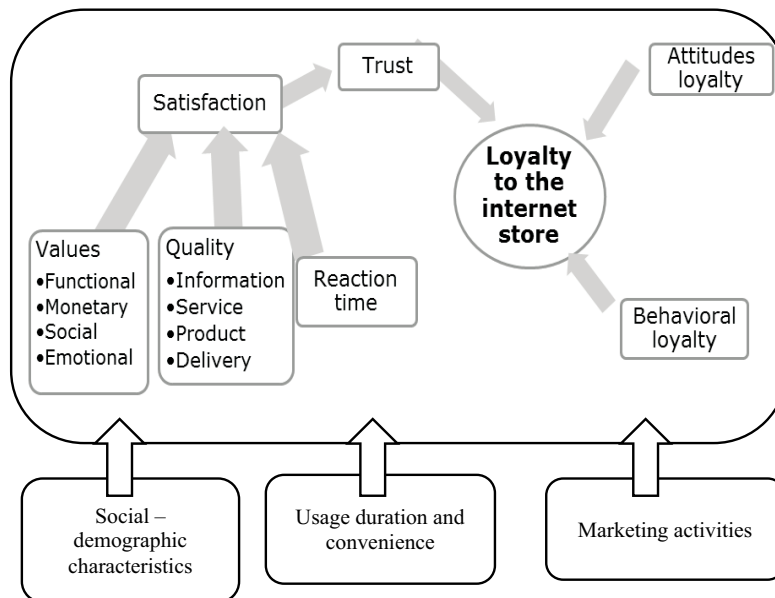 Trust
Attitudes
loyalty
Satisfaction
Loyalty
to the
internet
store
Values
•Functional
•Monetary
•Social
•Emotional
Quality
•Information
•Service
•Product
•Delivery
Reaction
time
Behavioral
loyalty
Social –
demographic
characteristics
Usage duration and
convenience
Marketing activities